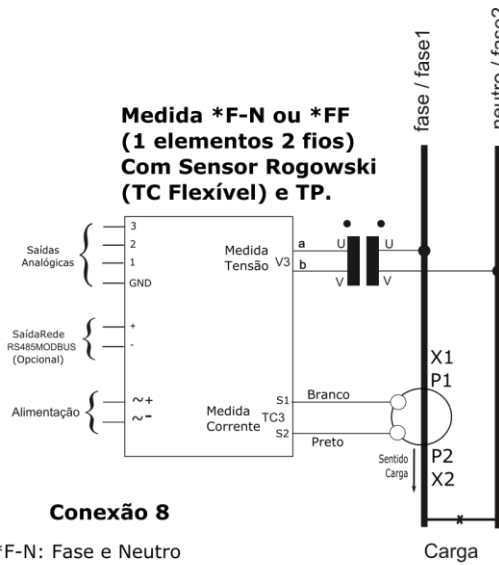 fase / fase1
neutro / fase2
Medida *F-N ou *FF
(1 elementos 2 fios)
Com Sensor Rogowski
(TC Flexível) e TP.
Saídas
Analógicas
3
2
1
GND
Medida
Tensão
V3
a
b
U
U
V
V
SaídaRede
RS485MODBUS
(Opcional)
+
-
Alimentação
~+
~-
Medida
Corrente
TC3
S1
S2
Branco
Preto
X1
P1
P2
X2
Sentido
Carga
Conexão 8
*F-N: Fase e Neutro
Carga